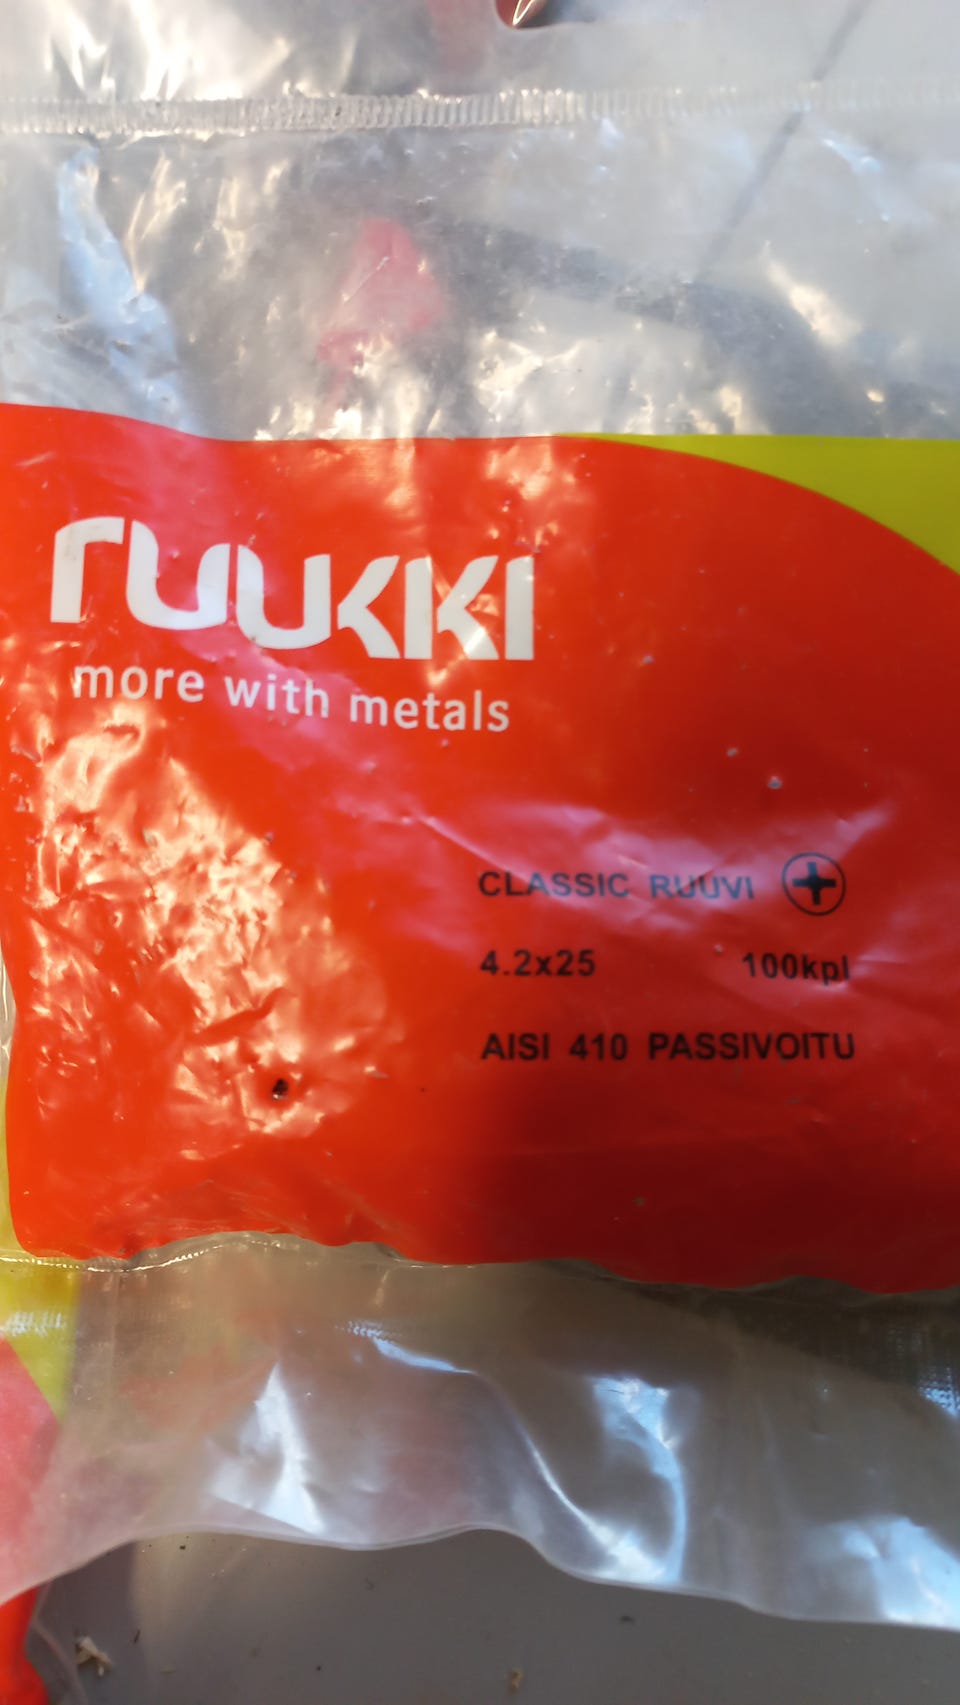 ruukki
more with metals
CLASSIC RUUVI
4.2x25 100kpl
AISI 410 PASSIVOITU